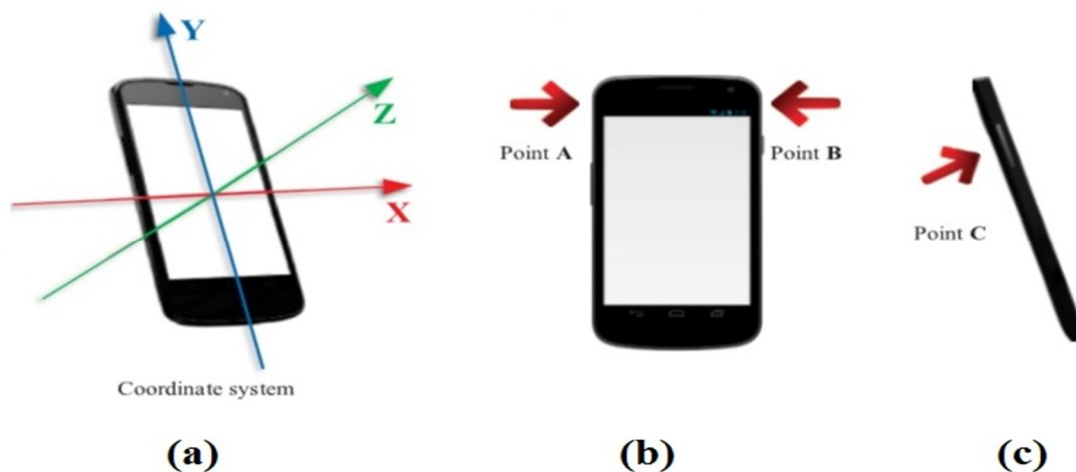 Y
Z
X
Coordinate system
(a)
Point A
Point B
(b)
Point C
(c)